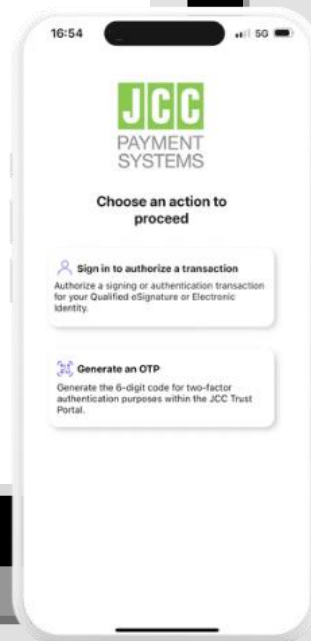 16:54
5G
JCC
PAYMENT
SYSTEMS
Choose an action to
proceed
Sign in to authorize a transaction
Authorize a signing or authentication transaction
for your Qualified eSignature or Electronic
Identity.
Generate an OTP
Generate the 6-digit code for two-factor
authentication purposes within the JCC Trust
Portal.